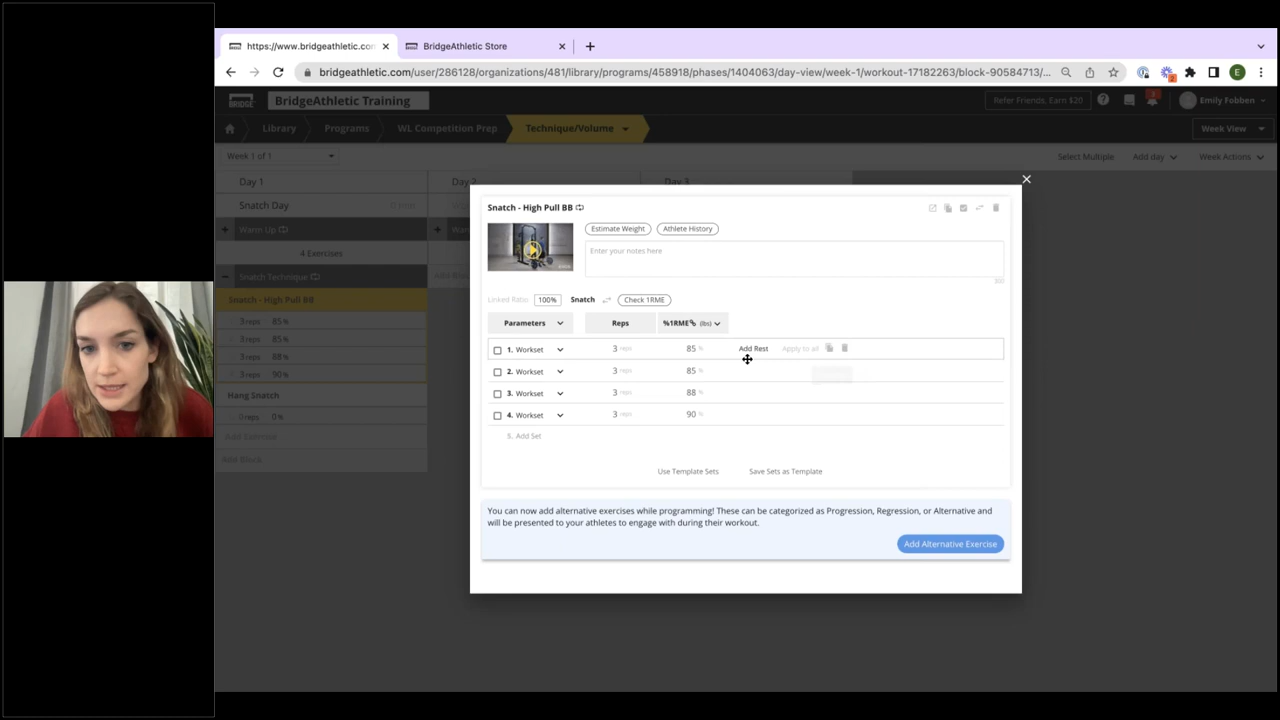 https://www.bridgeathletic.con
BridgeAthletic Store
bridgeathletic.com/user/286128/organizations/481/library/programs/458918/phases/1404063/day-view/week-1/workout-17182263/block-90584713/...
E
BRIDGE
BridgeAthletic Training
Refer Friends, Earn $20
3
Emily Fobben
Library
Programs
WL Competition Prep
Technique/Volume
Week View
Week 1 of 1
Select Multiple
Add day
Week Actions
Day 1
Day 2
Day 3
Snatch Day
+ Warm Up
+
4 Exercises
- Snatch Technique
Snatch - High Pull BB
3 reps 85 %
3 reps 85 %
3 reps 88 %
3 reps 90 %
Hang Snatch
0 reps 0 %
Add Exercise
Add Block
Snatch - High Pull BB
Estimate Weight
Athlete History
Enter your notes here
300
Linked Ratio: 100% Snatch
Check 1RME
Parameters
Reps
%1RME (lbs)
1. Workset 3 reps 85 % Add Rest Apply to all
2. Workset 3 reps 85 %
3. Workset 3 reps 88 %
4. Workset 3 reps 90 %
5. Add Set
Use Template Sets
Save Sets as Template
You can now add alternative exercises while programming! These can be categorized as Progression, Regression, or Alternative and
will be presented to your athletes to engage with during their workout.
Add Alternative Exercise